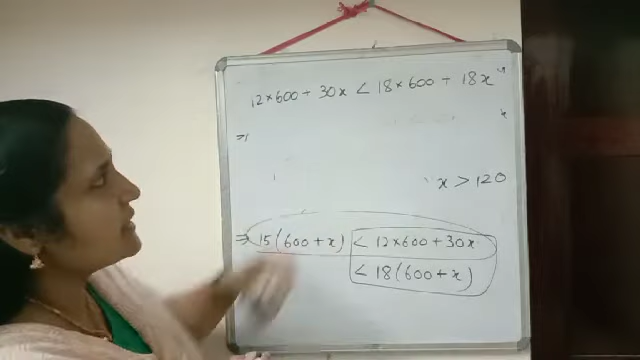 12×600 + 30x < 18×600 + 18x
⇒
x > 120
⇒ 15(600+x) < 12×600 + 30x
< 18(600+x)